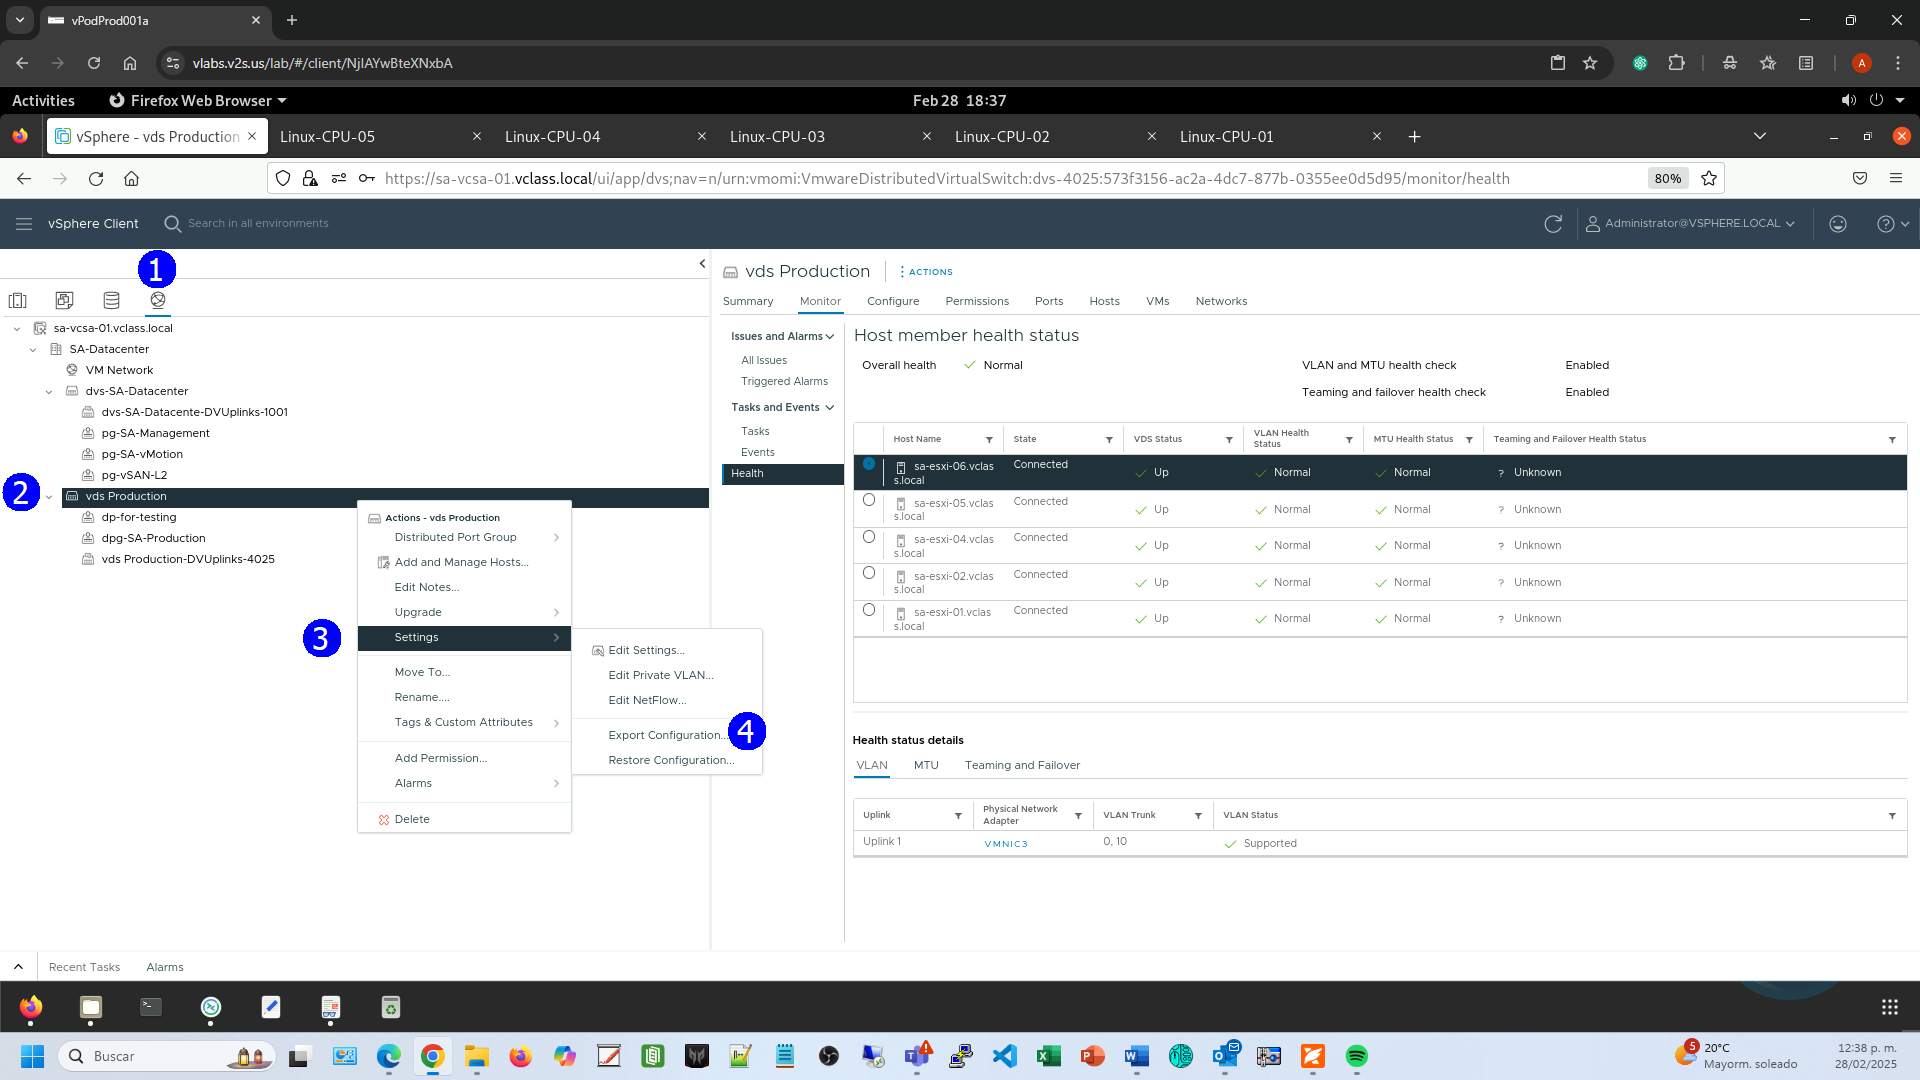 vPodProd001a
vlabs.v2s.us/lab/#/client/NjIAYwBteXNxbA
A
Activities
Firefox Web Browser
Feb 28 18:37
vSphere - vds Production
Linux-CPU-05
Linux-CPU-04
Linux-CPU-03
Linux-CPU-02
Linux-CPU-01
https://sa-vcsa-01.vclass.local/ui/app/dvs;nav=n/urn:vmomi:VmwareDistributedVirtualSwitch:dvs-4025:573f3156-ac2a-4dc7-877b-0355ee0d5d95/monitor/health
80%
vSphere Client
Search in all environments
Administrator@VSPHERE.LOCAL
1
sa-vcsa-01.vclass.local
SA-Datacenter
VM Network
dvs-SA-Datacenter
dvs-SA-Datacente-DVUplinks-1001
pg-SA-Management
pg-SA-vMotion
pg-vSAN-L2
2
vds Production
dp-for-testing
dpg-SA-Production
vds Production-DVUplinks-4025
Actions - vds Production
Distributed Port Group
Add and Manage Hosts...
Edit Notes...
Upgrade
3
Settings
Move To...
Rename....
Tags & Custom Attributes
Add Permission...
Alarms
Delete
Edit Settings...
Edit Private VLAN...
Edit NetFlow...
Export Configuration...
4
Restore Configuration...
vds Production
ACTIONS
Summary
Monitor
Configure
Permissions
Ports
Hosts
VMs
Networks
Issues and Alarms
All Issues
Triggered Alarms
Tasks and Events
Tasks
Events
Health
Host member health status
Overall health
Normal
VLAN and MTU health check
Enabled
Teaming and failover health check
Enabled
Host Name
State
VDS Status
VLAN Health
Status
MTU Health Status
Teaming and Failover Health Status
sa-esxi-06.vclas
s.local
Connected
Up
Normal
Normal
? Unknown
sa-esxi-05.vclas
s.local
Connected
Up
Normal
Normal
? Unknown
sa-esxi-04.vclas
s.local
Connected
Up
Normal
Normal
? Unknown
sa-esxi-02.vclas
s.local
Connected
Up
Normal
Normal
? Unknown
sa-esxi-01.vclas
s.local
Connected
Up
Normal
Normal
? Unknown
Health status details
VLAN
MTU
Teaming and Failover
Uplink
Physical Network
Adapter
VLAN Trunk
VLAN Status
Uplink 1
VMNIC3
0, 10
Supported
Recent Tasks
Alarms
Buscar
5
20°C
Mayorm. soleado
12:38 p. m.
28/02/2025